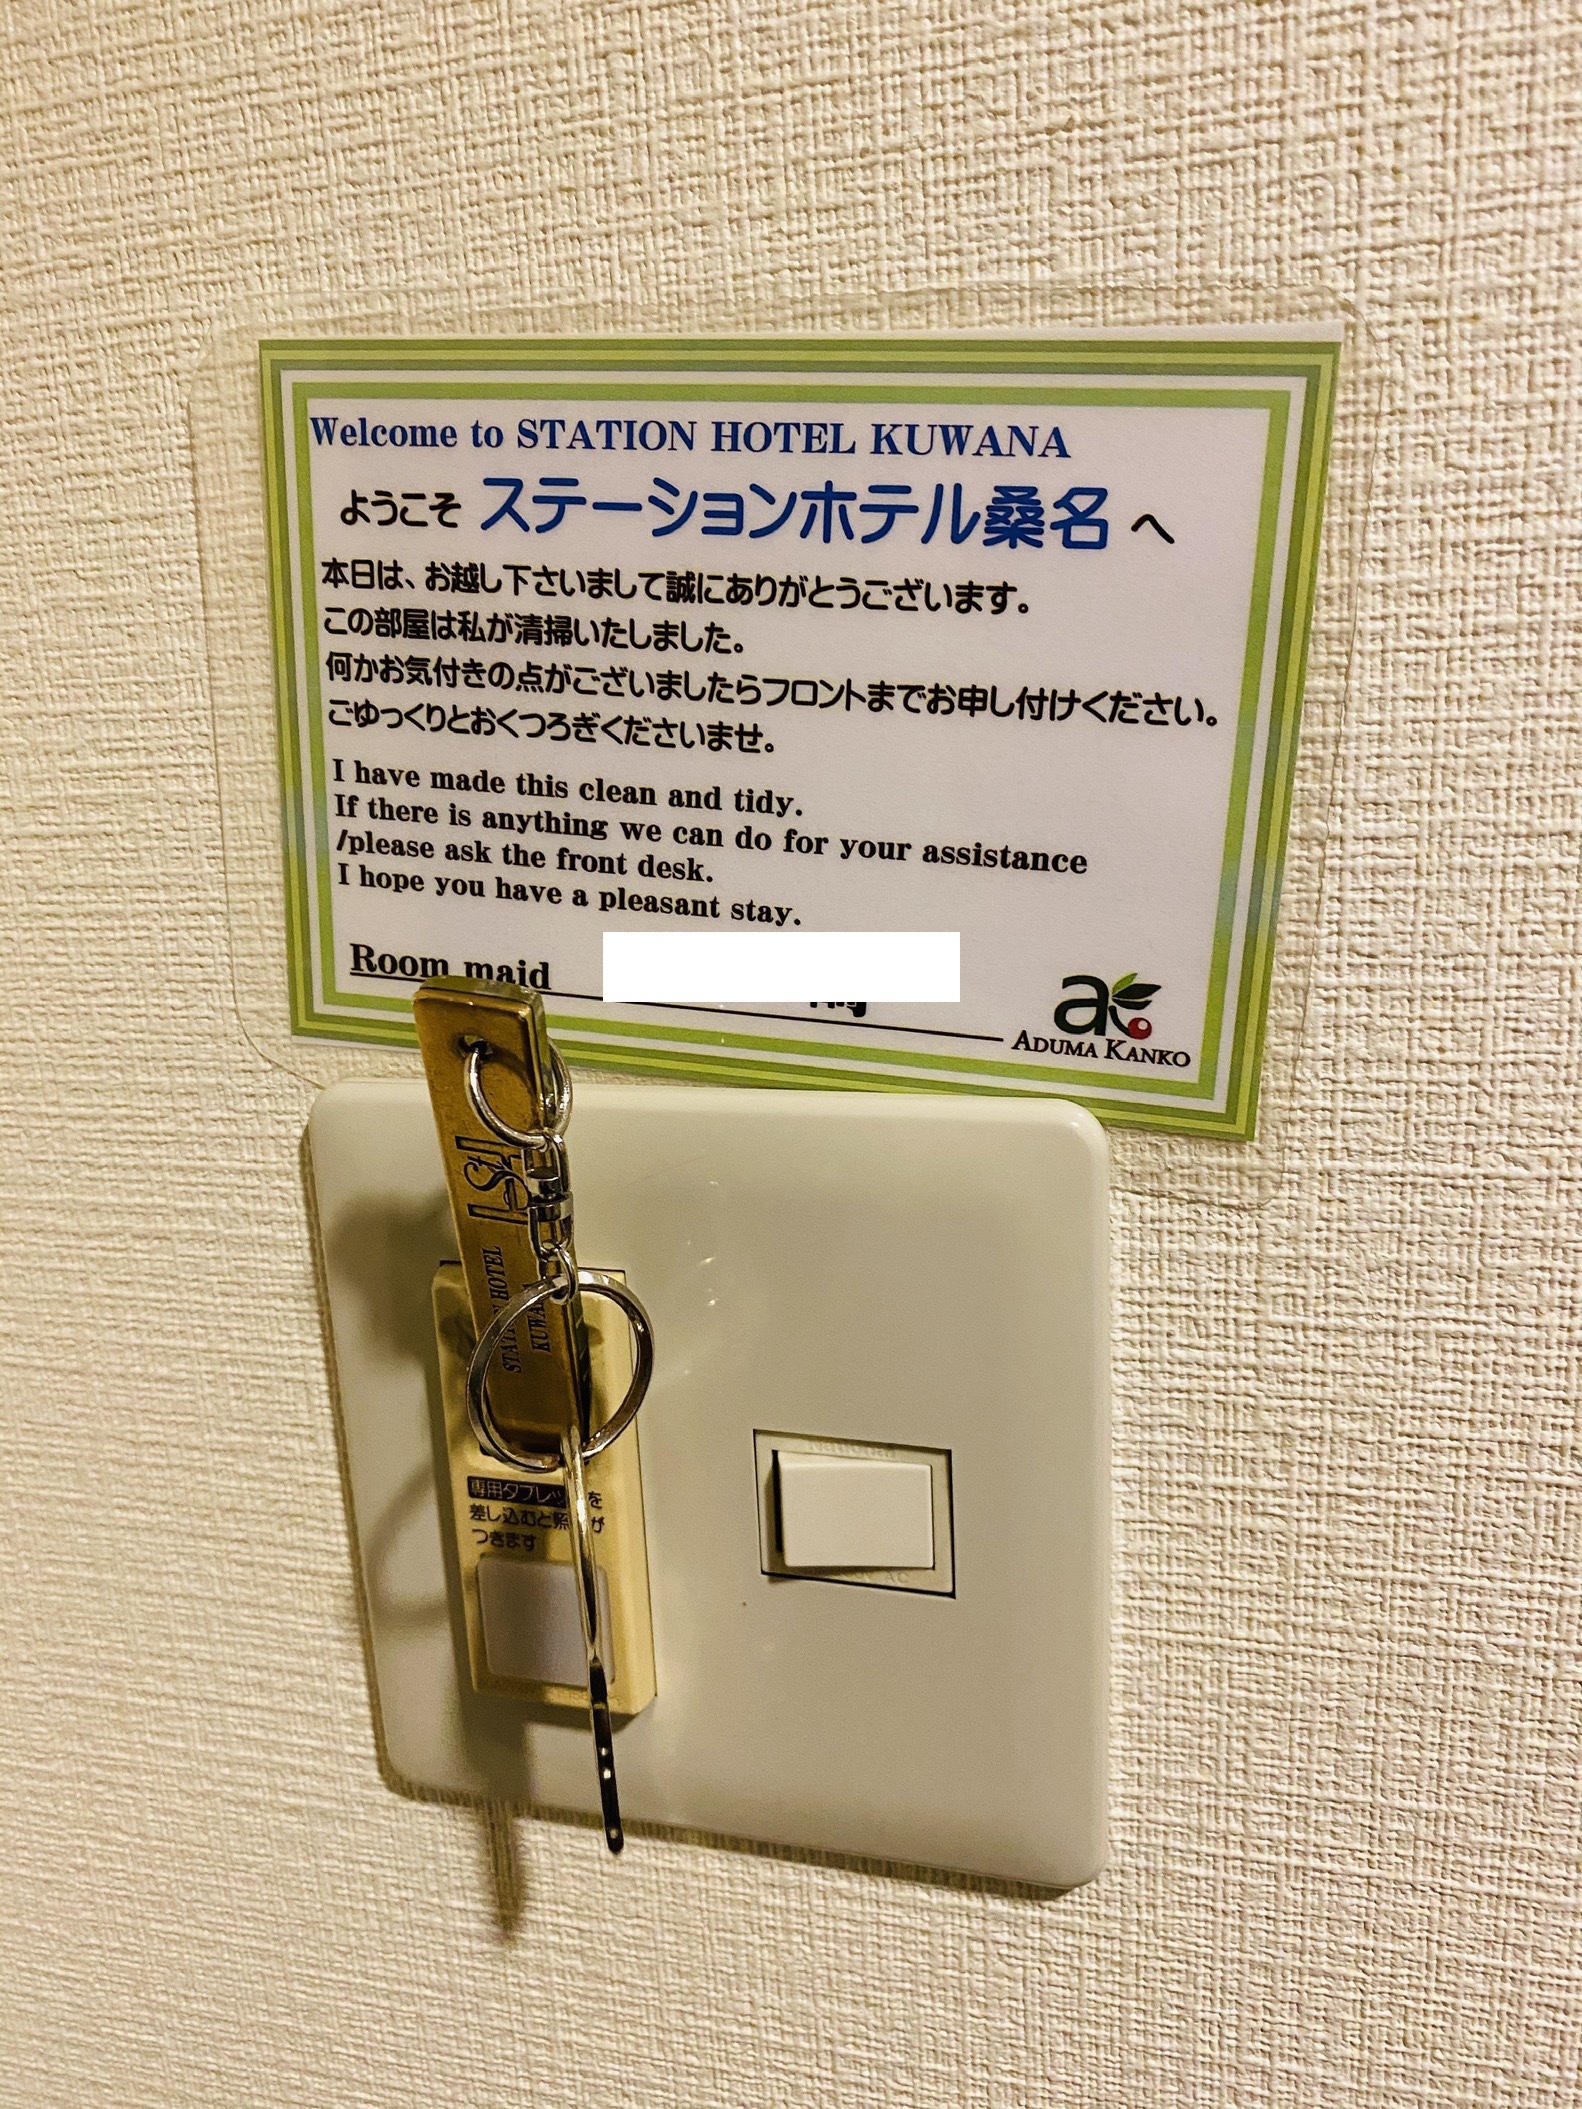 Welcome to STATION HOTEL KUWANA
ようこそ ステーションホテル桑名 へ
本日は、お越し下さいまして誠にありがとうございます。
この部屋は私が清掃いたしました。
何かお気付きの点がございましたらフロントまでお申し付けください。
ごゆっくりとおくつろぎくださいませ。
I have made this clean and tidy.
If there is anything we can do for your assistance
/please ask the front desk.
I hope you have a pleasant stay.
Room maid
a
ADUMA KANKO
HOTEL
専用タブレッ を
差し込むと が
つきます
National
AC